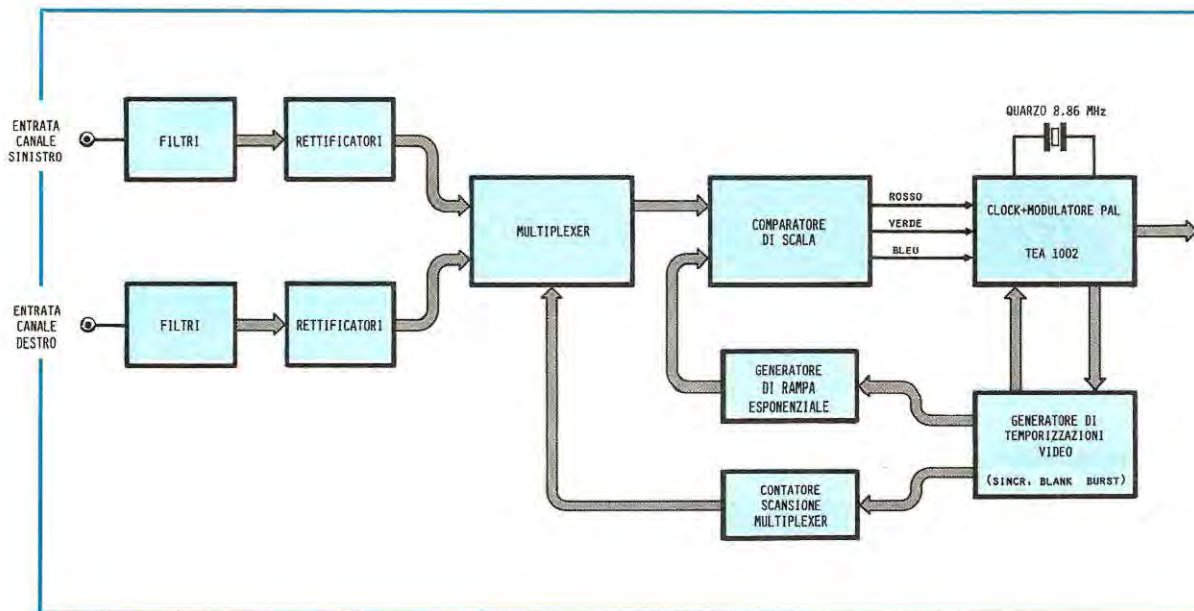 ENTRATA
CANALE
SINISTRO
FILTRI
RETTIFICATORI
QUARZO 8.86 MHz
MULTIPLEXER
COMPARATORE
DI SCALA
ROSSO
VERDE
BLEU
CLOCK+MODULATORE PAL
TEA 1002
ENTRATA
CANALE
DESTRO
FILTRI
RETTIFICATORI
GENERATORE
DI RAMPA
ESPONENZIALE
GENERATORE DI
TEMPORIZZAZIONI
VIDEO
(SINCR. BLANK BURST)
CONTATORE
SCANSIONE
MULTIPLEXER